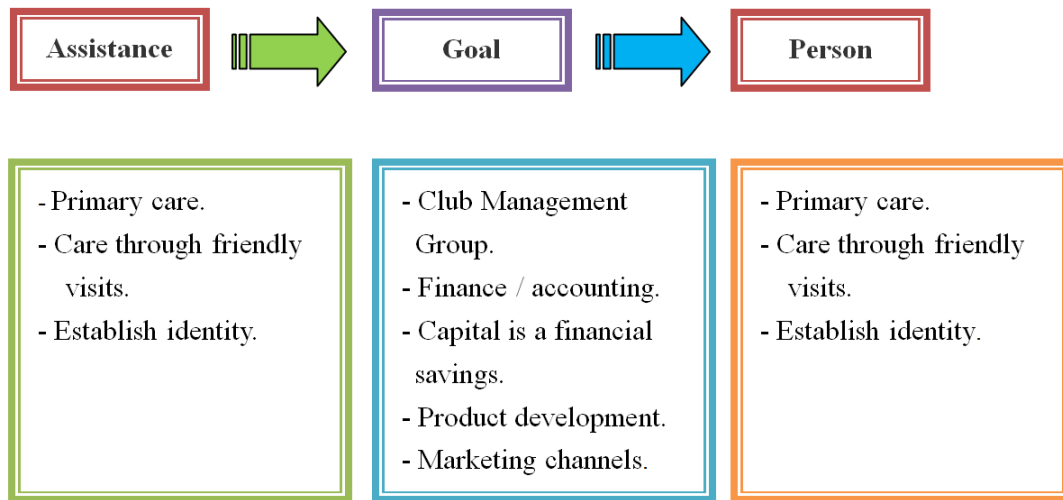 Assistance
Goal
Person
- Primary care.
- Care through friendly
visits.
- Establish identity.
- Club Management
Group.
- Finance / accounting.
- Capital is a financial
savings.
- Product development.
- Marketing channels.
- Primary care.
- Care through friendly
visits.
- Establish identity.